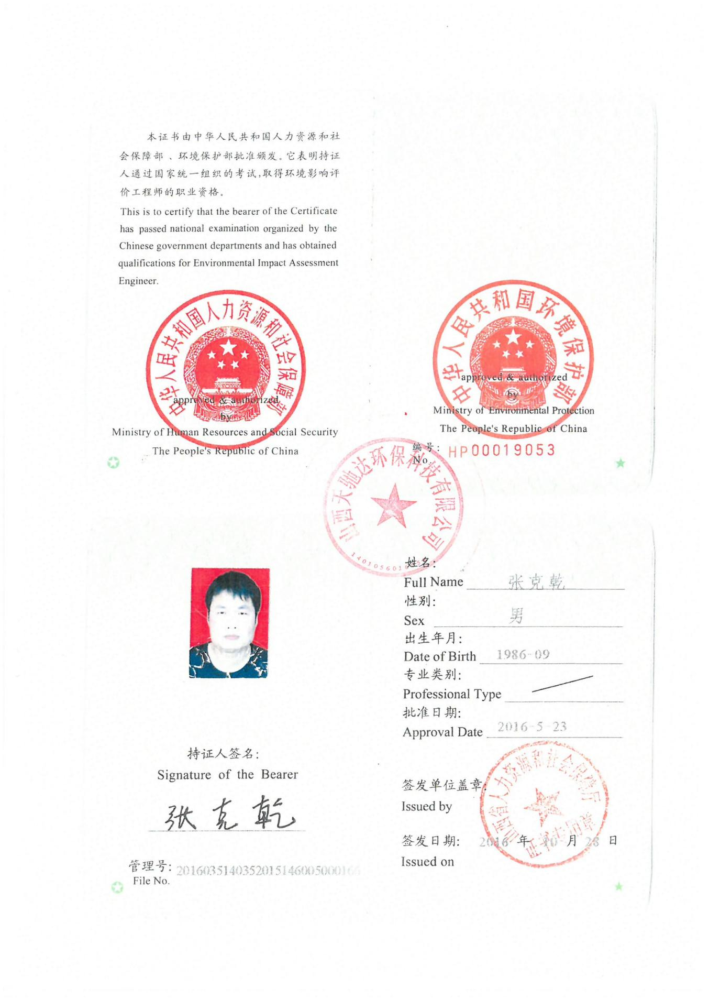 本证书由中华人民共和国人力资源和社
会保障部、环境保护部批准颁发。它表明持证
人通过国家统一组织的考试,取得环境影响评
价工程师的职业资格。
This is to certify that the bearer of the Certificate
has passed national examination organized by the
Chinese government departments and has obtained
qualifications for Environmental Impact Assessment
Engineer.
中华人民共和国人力资源和社会保障部
approved & authorized
by
Ministry of Human Resources and Social Security
The People's Republic of China
中华人民共和国环境保护部
approved & authorized
by
Ministry of Environmental Protection
The People's Republic of China
编号: HP00019053
No.
山西天驰达环保科技有限公司
姓名:
Full Name 张克乾
性别:
Sex 男
出生年月:
Date of Birth 1986-09
专业类别:
Professional Type
批准日期:
Approval Date 2016-5-23
持证人签名:
Signature of the Bearer
张克乾
管理号: 2016035140352015146005000166
File No.
签发单位盖章:
Issued by
山西省人力资源和社会保障厅
签发日期: 2016 年 10 月 28 日
Issued on